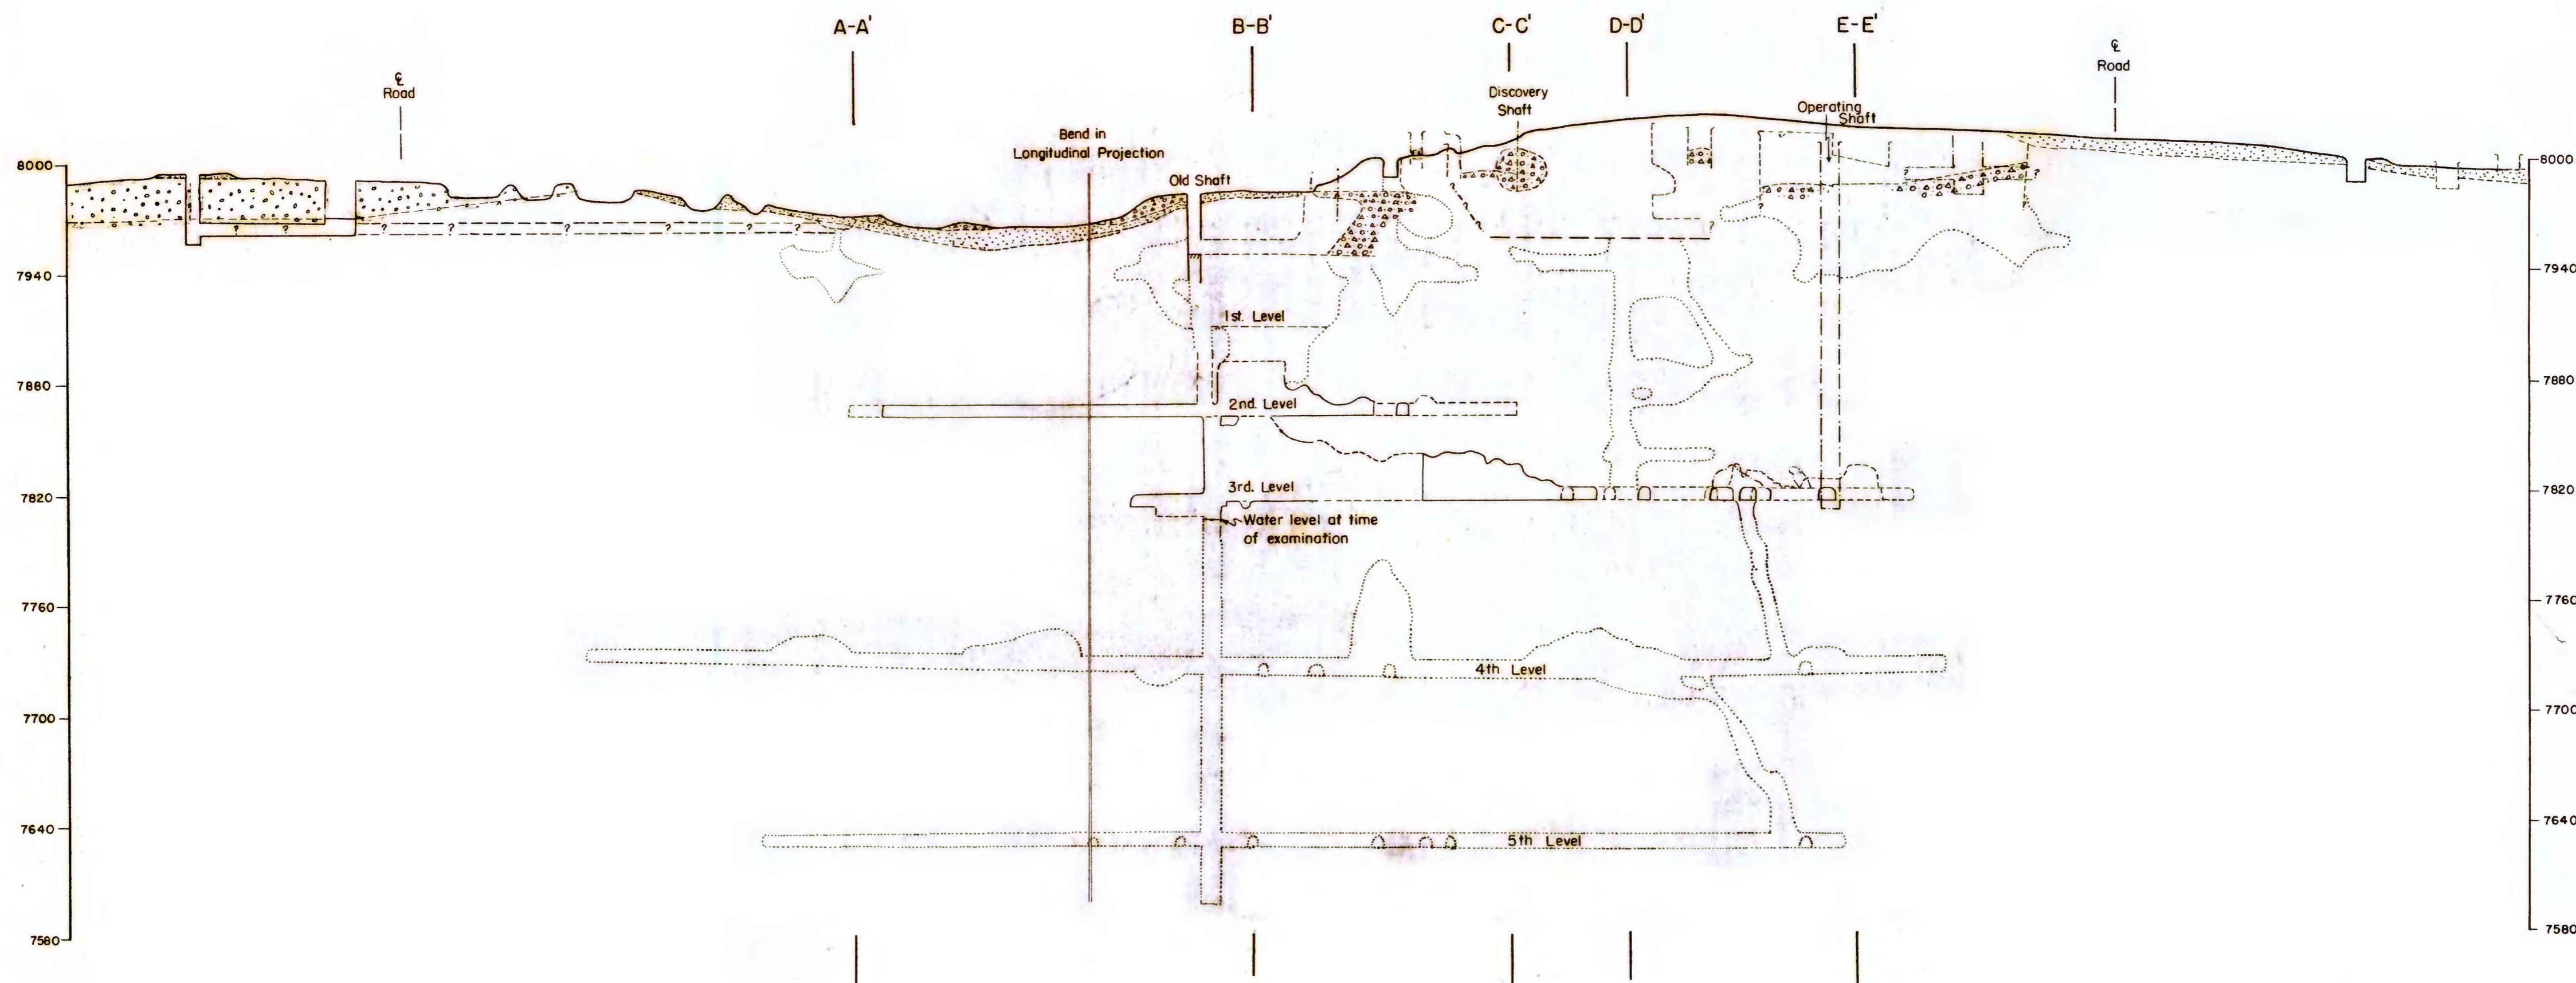 A-A'
B-B'
C-C'
D-D'
E-E'
℄
Road
Discovery
Shaft
Operating
Shaft
℄
Road
Bend in
Longitudinal Projection
Old Shaft
8000
7940
7880
7820
7760
7700
7640
7580
8000
7940
7880
7820
7760
7700
7640
7580
? ? ? ? ? ? ? ?
? ? ? ? ? ? ?
1st. Level
2nd. Level
3rd. Level
Water level at time
of examination
4th Level
5th Level